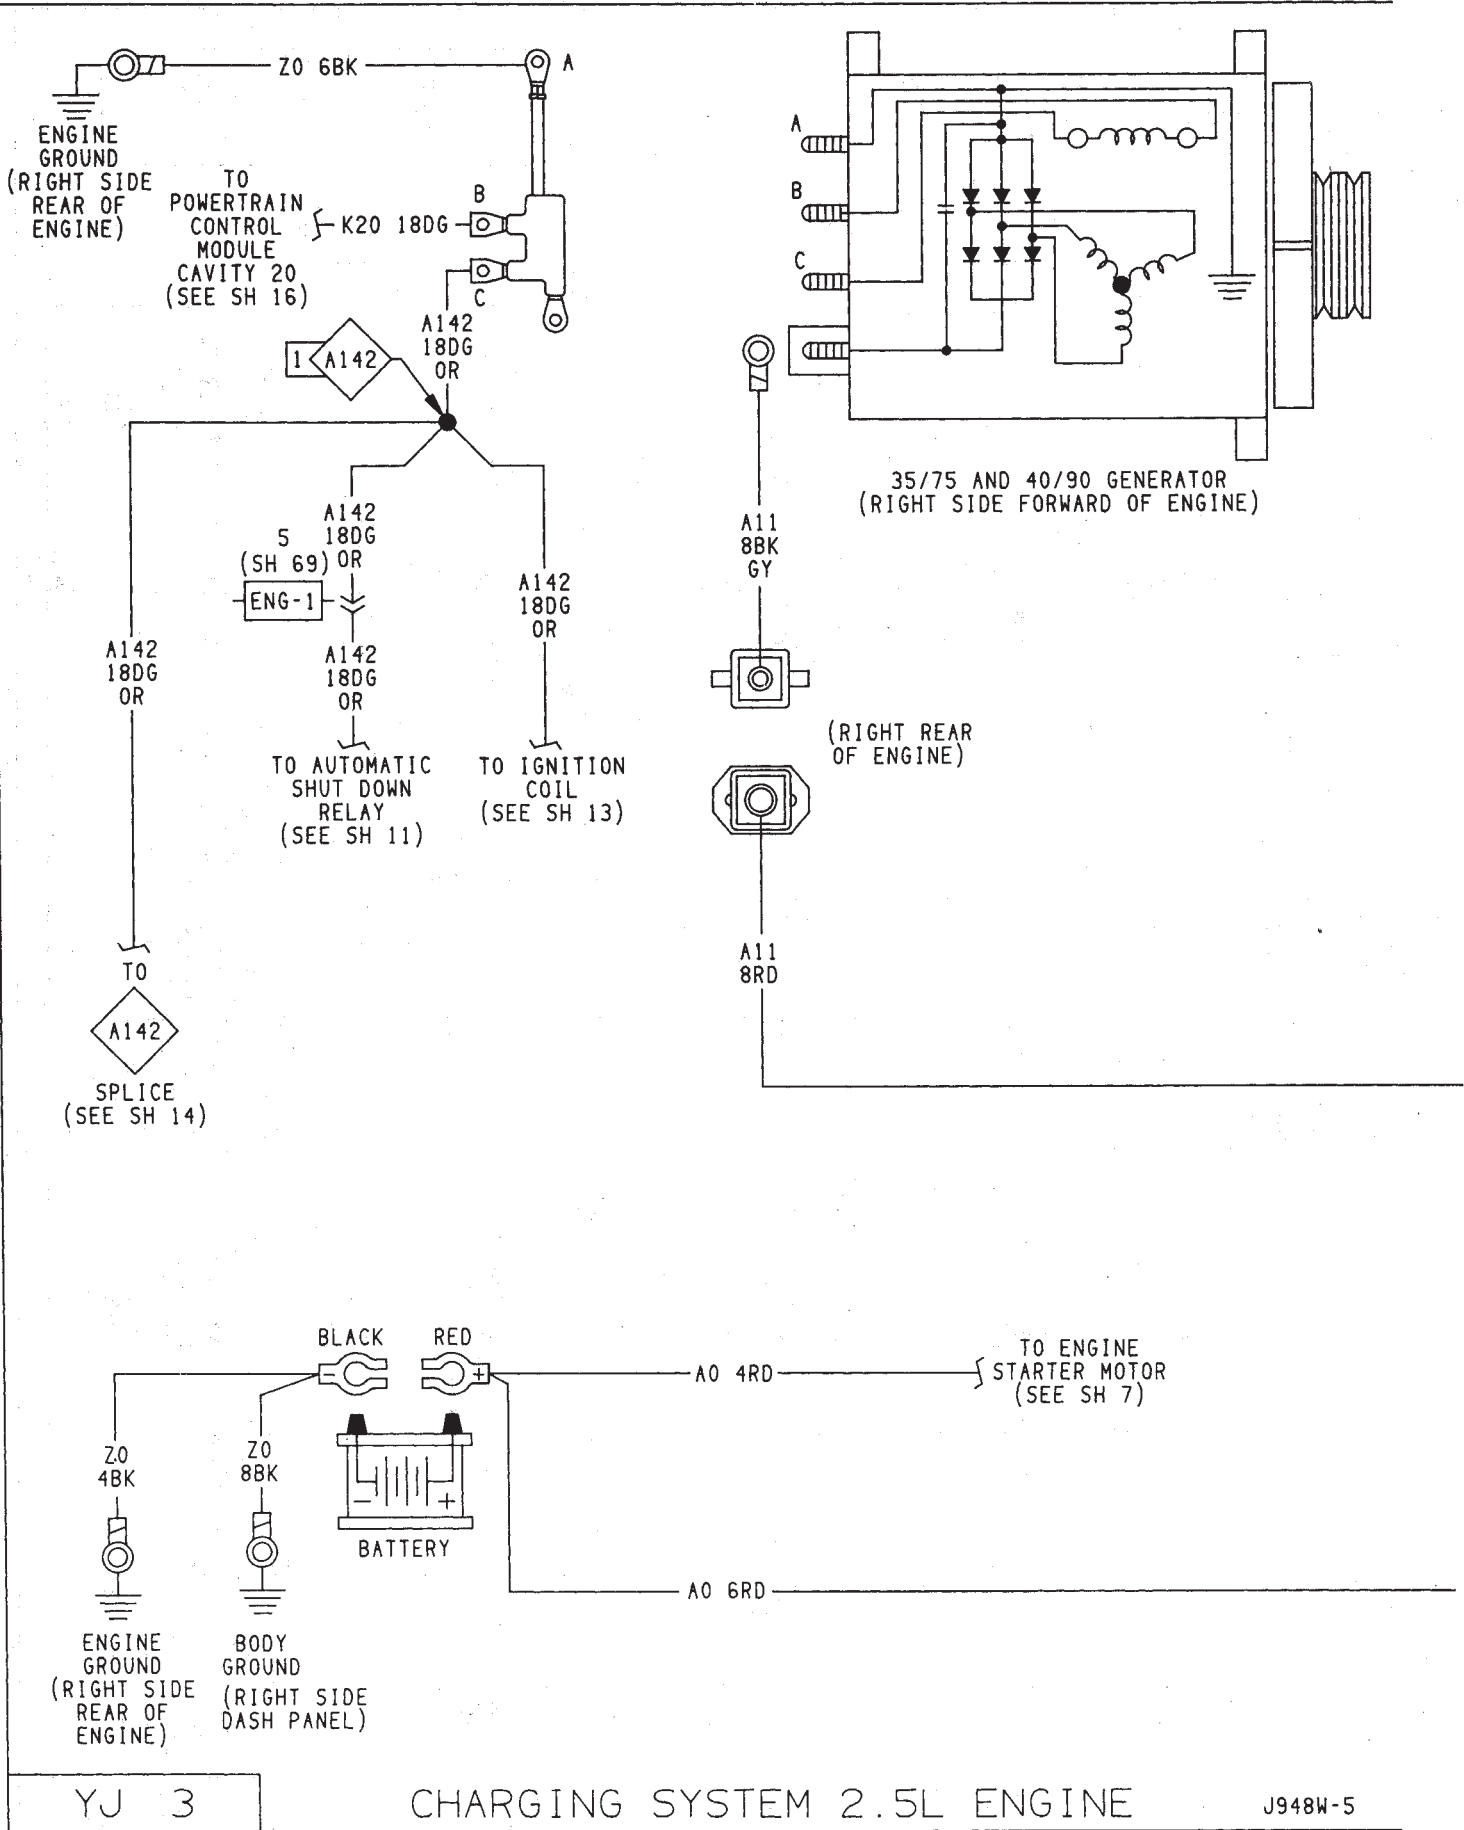 Z0 6BK
A
ENGINE
GROUND
(RIGHT SIDE
REAR OF
ENGINE)
TO
POWERTRAIN
CONTROL
MODULE
CAVITY 20
(SEE SH 16)
K20 18DG
B
C
A142
18DG
OR
1
A142
A
B
C
35/75 AND 40/90 GENERATOR
(RIGHT SIDE FORWARD OF ENGINE)
A142
18DG
OR
5
(SH 69)
ENG-1
A142
18DG
OR
A142
18DG
OR
A142
18DG
OR
A11
8BK
GY
(RIGHT REAR
OF ENGINE)
TO AUTOMATIC
SHUT DOWN
RELAY
(SEE SH 11)
TO IGNITION
COIL
(SEE SH 13)
A11
8RD
TO
A142
SPLICE
(SEE SH 14)
BLACK
RED
-
+
A0 4RD
TO ENGINE
STARTER MOTOR
(SEE SH 7)
Z0
4BK
Z0
8BK
- +
BATTERY
A0 6RD
ENGINE
GROUND
(RIGHT SIDE
REAR OF
ENGINE)
BODY
GROUND
(RIGHT SIDE
DASH PANEL)
YJ 3
CHARGING SYSTEM 2.5L ENGINE
J948W-5